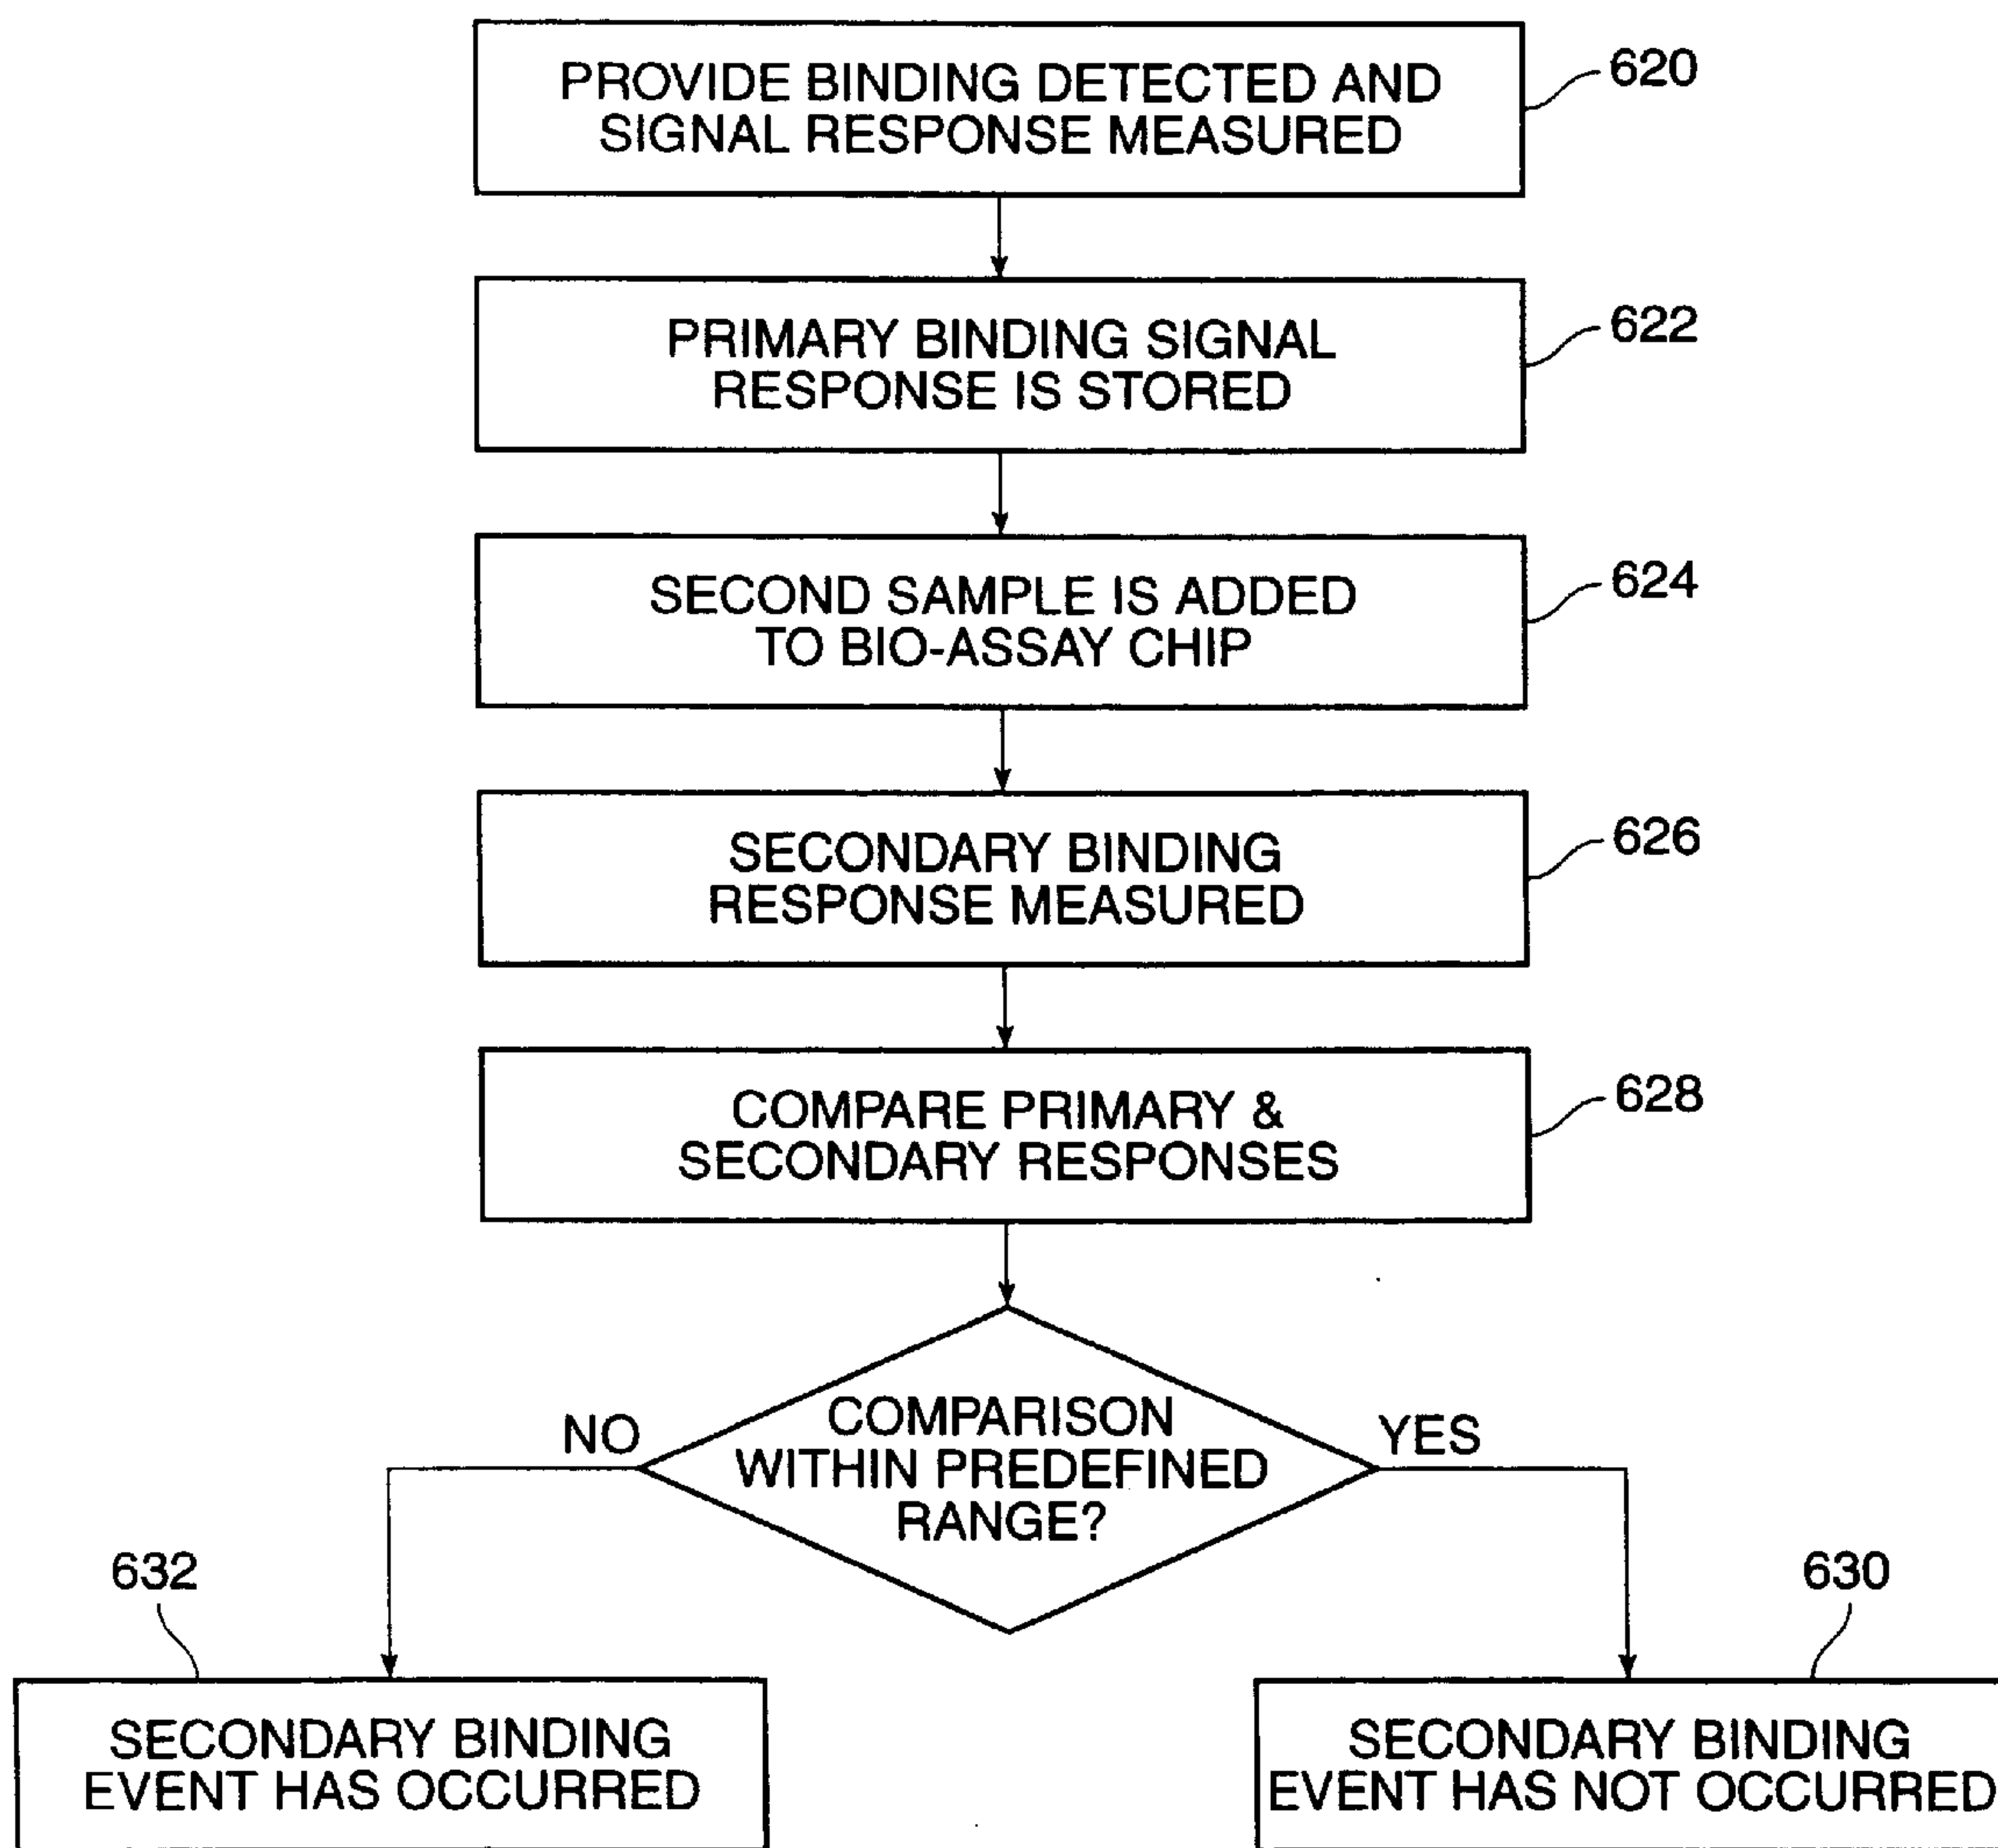 PROVIDE BINDING DETECTED AND
SIGNAL RESPONSE MEASURED
620
PRIMARY BINDING SIGNAL
RESPONSE IS STORED
622
SECOND SAMPLE IS ADDED
TO BIO-ASSAY CHIP
624
SECONDARY BINDING
RESPONSE MEASURED
626
COMPARE PRIMARY &
SECONDARY RESPONSES
628
COMPARISON
WITHIN PREDEFINED
RANGE?
NO
YES
632
SECONDARY BINDING
EVENT HAS OCCURRED
630
SECONDARY BINDING
EVENT HAS NOT OCCURRED